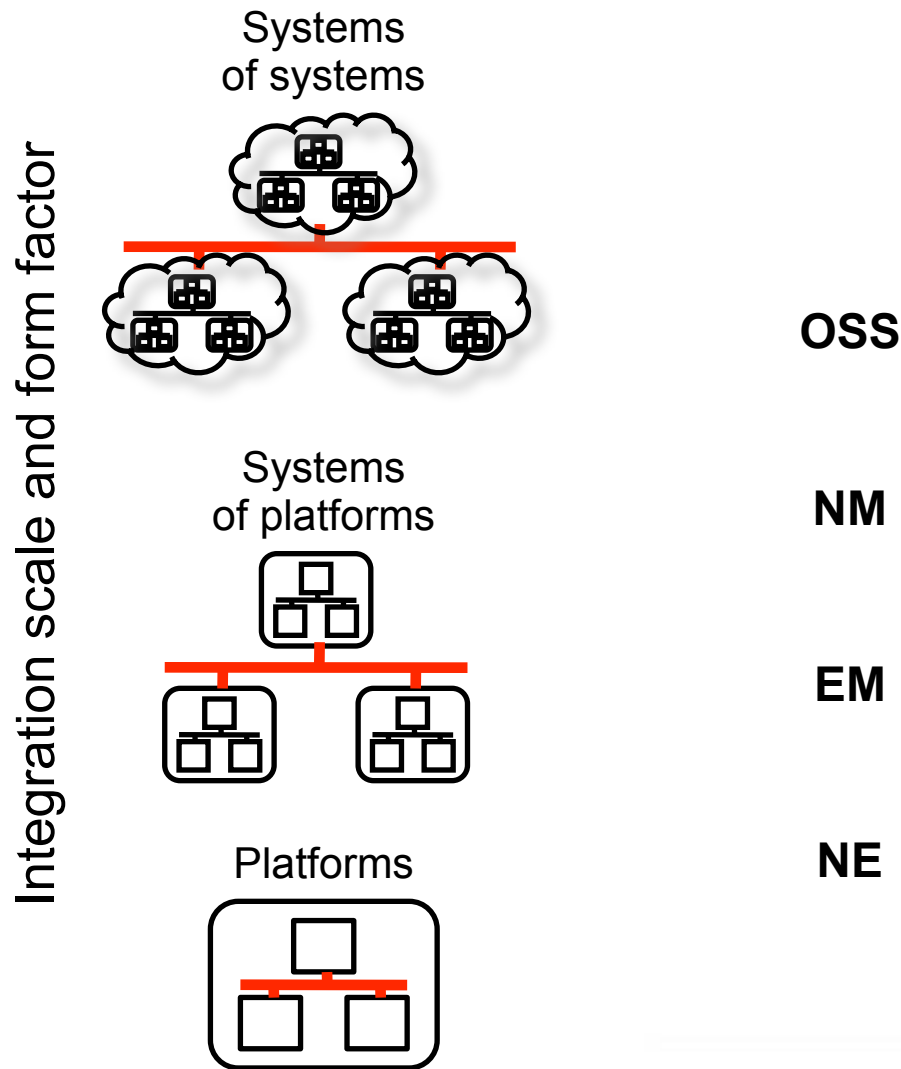 Integration scale and form factor
Systems
of systems
OSS
Systems
of platforms
NM
EM
Platforms
NE